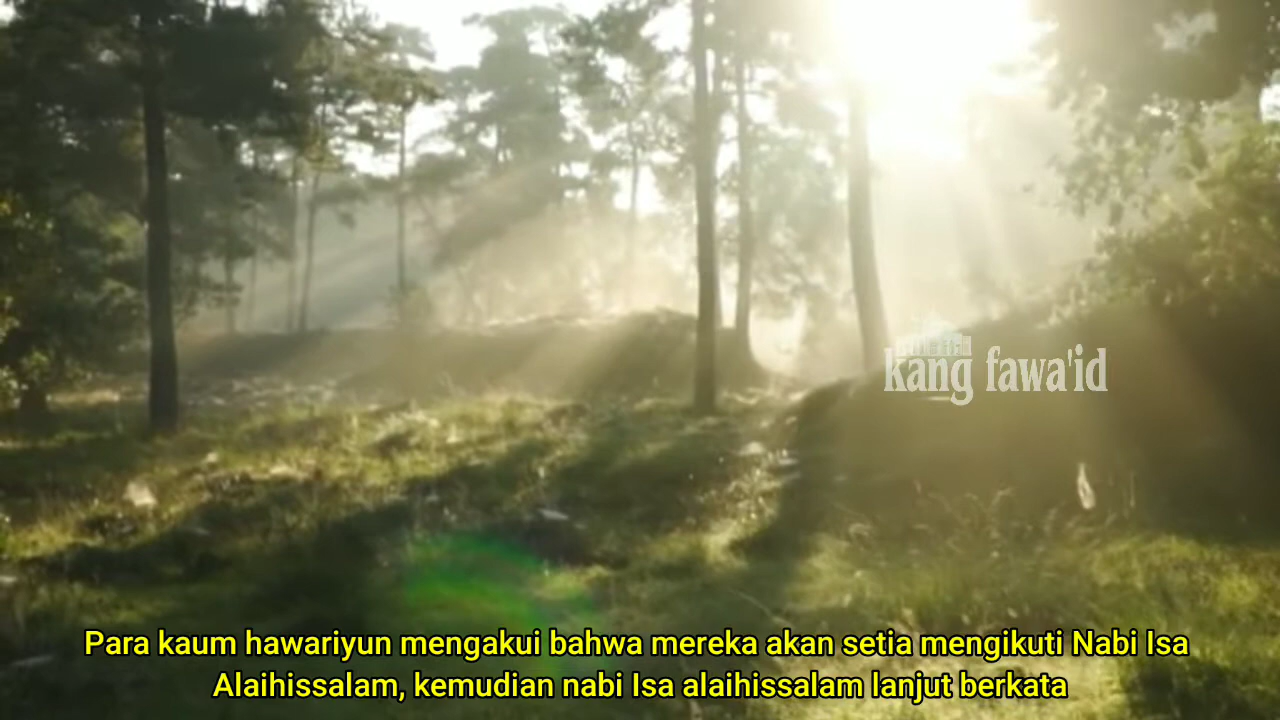 kang fawa'id
Para kaum hawariyun mengakui bahwa mereka akan setia mengikuti Nabi Isa
Alaihissalam, kemudian nabi Isa alaihissalam lanjut berkata